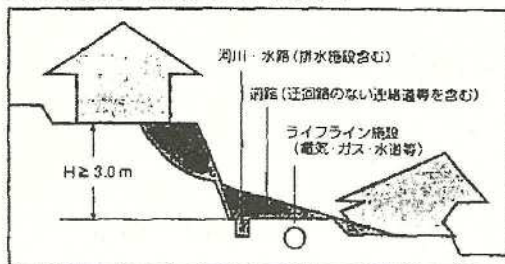 河川・水路(排水施設含む)
道路(迂回路のない連絡道等を含む)
ライフライン施設
(電気・ガス・水道等)
H≧3.0m